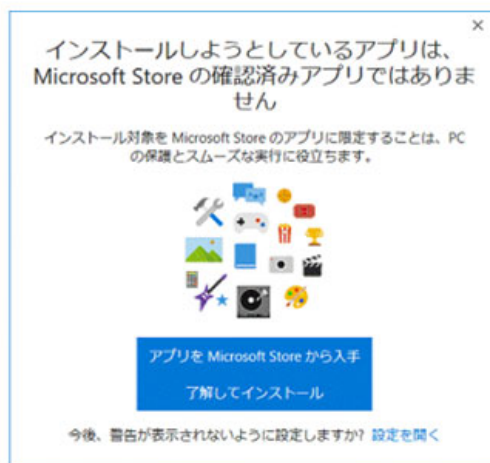 インストールしようとしているアプリは、
Microsoft Store の確認済みアプリではありま
せん
インストール対象を Microsoft Store のアプリに限定することは、PC
の保護とスムーズな実行に役立ちます。
アプリを Microsoft Store から入手
了解してインストール
今後、警告が表示されないように設定しますか? 設定を開く